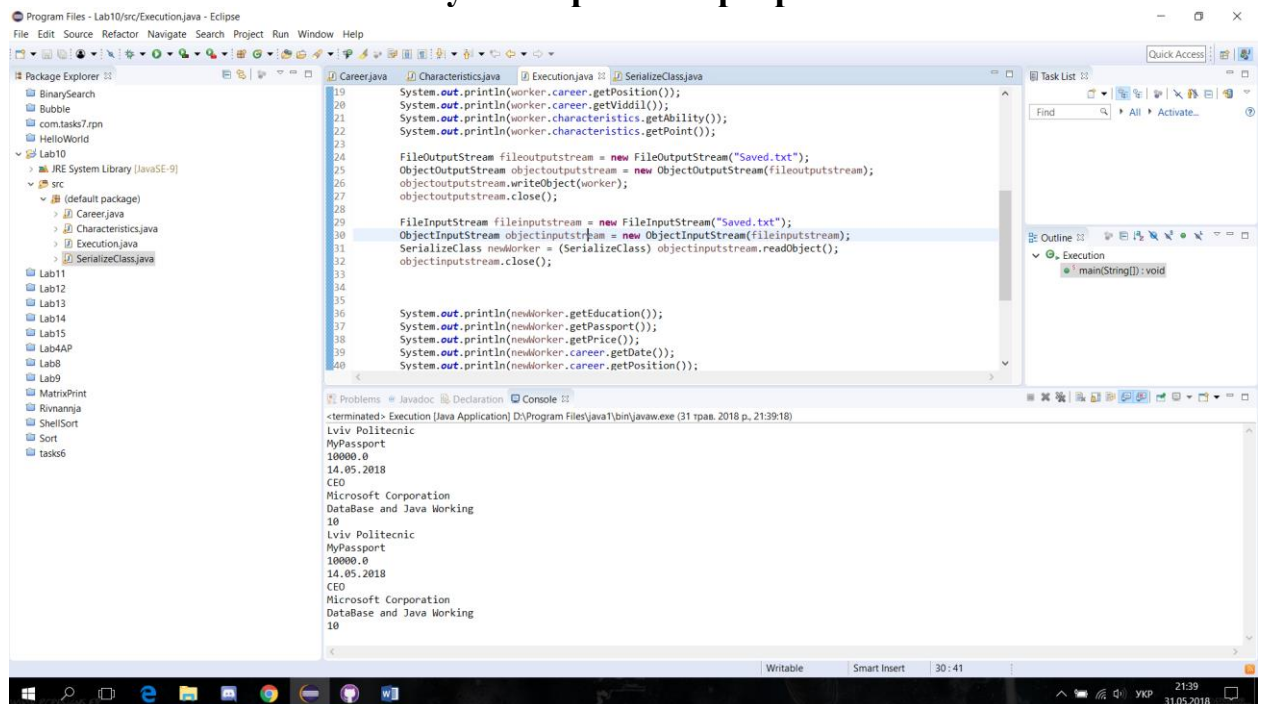 Program Files - Lab10/src/Execution.java - Eclipse
File Edit Source Refactor Navigate Search Project Run Window Help
Quick Access
Package Explorer
BinarySearch
Bubble
com.tasks7.rpn
HelloWorld
Lab10
JRE System Library [JavaSE-9]
src
(default package)
Career.java
Characteristics.java
Execution.java
SerializeClass.java
Lab11
Lab12
Lab13
Lab14
Lab15
Lab4AP
Lab8
Lab9
MatrixPrint
Rivnannja
ShellSort
Sort
tasks6
Career.java Characteristics.java Execution.java SerializeClass.java
19 System.out.println(worker.career.getPosition());
20 System.out.println(worker.career.getViddil());
21 System.out.println(worker.characteristics.getAbility());
22 System.out.println(worker.characteristics.getPoint());
23
24 FileOutputStream fileoutputstream = new FileOutputStream("Saved.txt");
25 ObjectOutputStream objectoutputstream = new ObjectOutputStream(fileoutputstream);
26 objectoutputstream.writeObject(worker);
27 objectoutputstream.close();
28
29 FileInputStream fileinputstream = new FileInputStream("Saved.txt");
30 ObjectInputStream objectinputstream = new ObjectInputStream(fileinputstream);
31 SerializeClass newWorker = (SerializeClass) objectinputstream.readObject();
32 objectinputstream.close();
33
34
35
36 System.out.println(newWorker.getEducation());
37 System.out.println(newWorker.getPassport());
38 System.out.println(newWorker.getPrice());
39 System.out.println(newWorker.career.getDate());
40 System.out.println(newWorker.career.getPosition());
Task List
Find All Activate...
Outline
Execution
main(String[]) : void
Problems Javadoc Declaration Console
<terminated> Execution [Java Application] D:\Program Files\java1\bin\javaw.exe (31 трав. 2018 р., 21:39:18)
Lviv Politecnic
MyPassport
10000.0
14.05.2018
CEO
Microsoft Corporation
DataBase and Java Working
10
Lviv Politecnic
MyPassport
10000.0
14.05.2018
CEO
Microsoft Corporation
DataBase and Java Working
10
Writable Smart Insert 30 : 41
УКР
21:39
31.05.2018